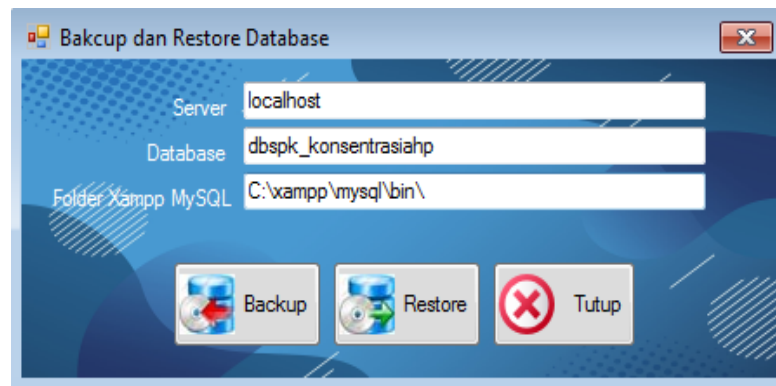 Bakcup dan Restore Database
Server localhost
Database dbspk_konsentrasiahp
Folder Xampp MySQL C:\xampp\mysql\bin\
Backup Restore Tutup